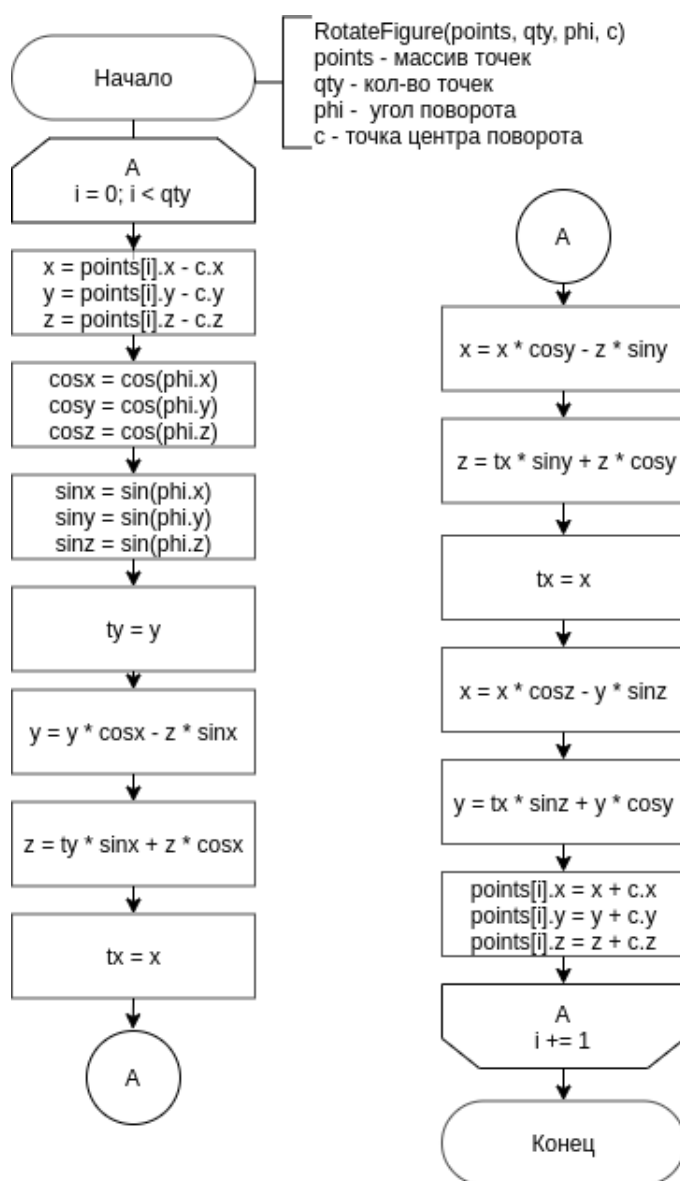 Начало
RotateFigure(points, qty, phi, c)
points - массив точек
qty - кол-во точек
phi -  угол поворота
c - точка центра поворота
A
i = 0; i < qty
x = points[i].x - c.x
y = points[i].y - c.y
z = points[i].z - c.z
cosx = cos(phi.x)
cosy = cos(phi.y)
cosz = cos(phi.z)
sinx = sin(phi.x)
siny = sin(phi.y)
sinz = sin(phi.z)
ty = y
y = y * cosx - z * sinx
z = ty * sinx + z * cosx
tx = x
A
A
x = x * cosy - z * siny
z = tx * siny + z * cosy
tx = x
x = x * cosz - y * sinz
y = tx * sinz + y * cosy
points[i].x = x + c.x
points[i].y = y + c.y
points[i].z = z + c.z
A
i += 1
Конец